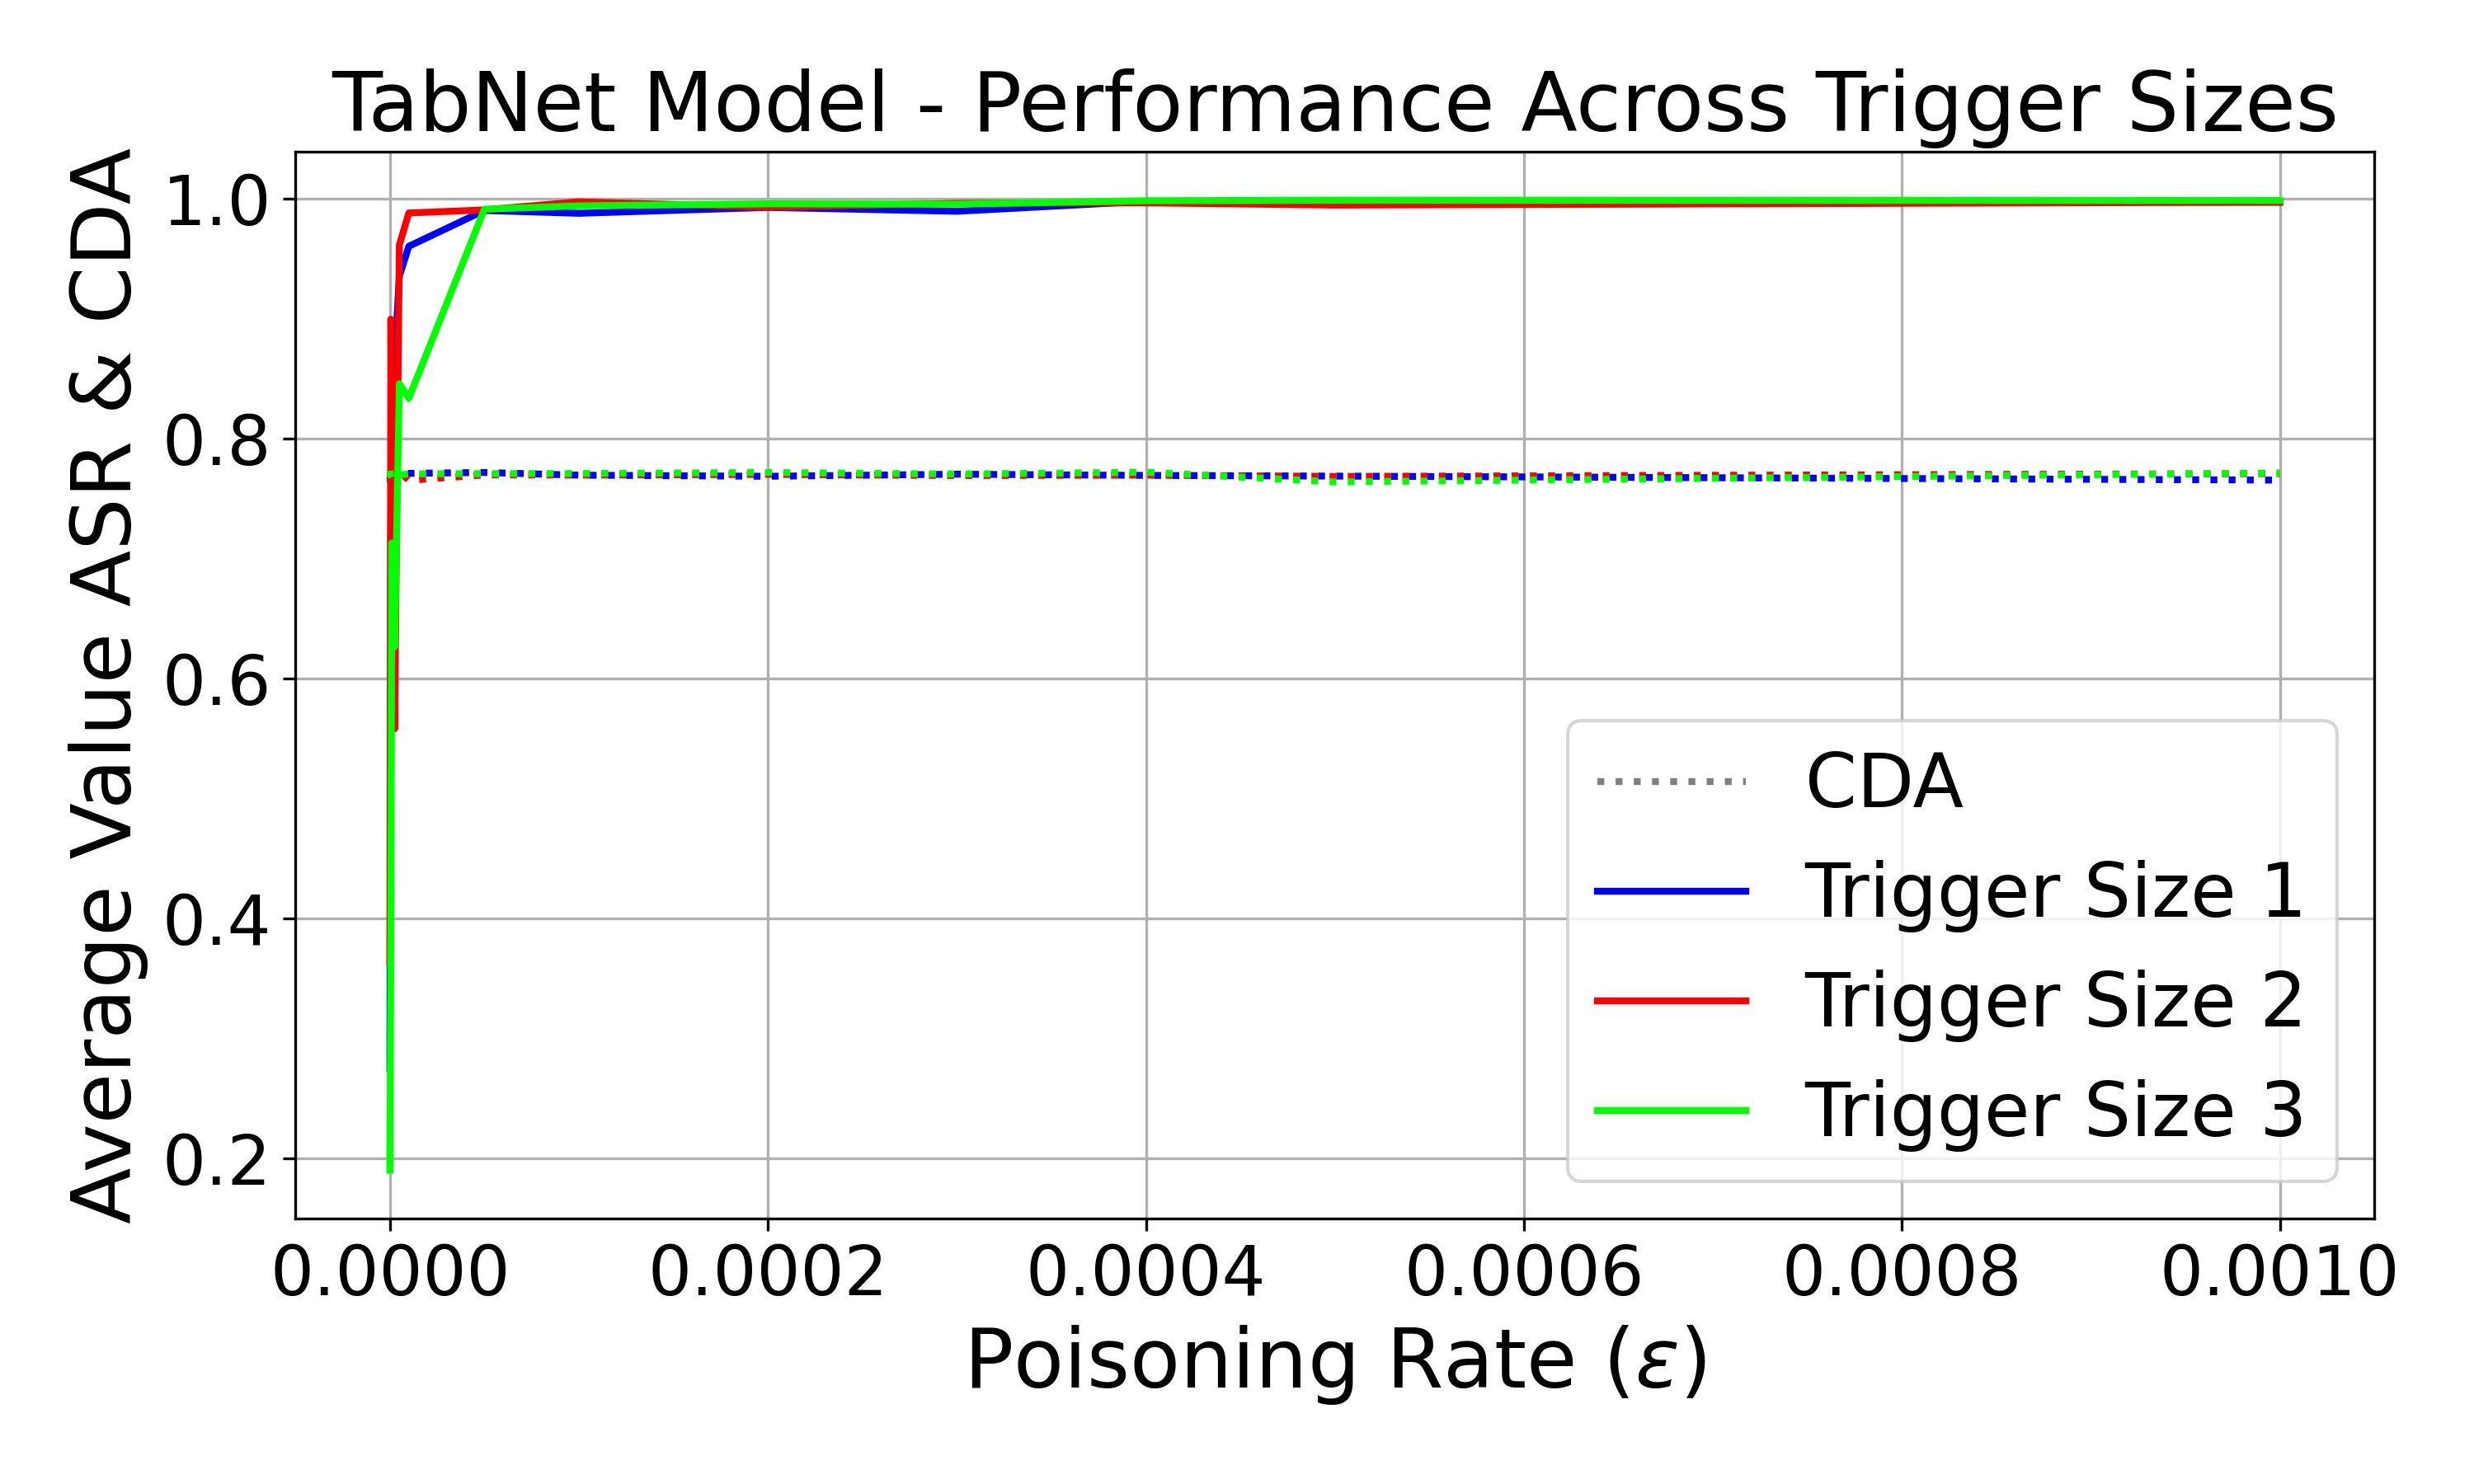 TabNet Model - Performance Across Trigger Sizes
Average Value ASR & CDA
1.0
0.8
0.6
0.4
0.2
CDA
Trigger Size 1
Trigger Size 2
Trigger Size 3
0.0000 0.0002 0.0004 0.0006 0.0008 0.0010
Poisoning Rate (ε)